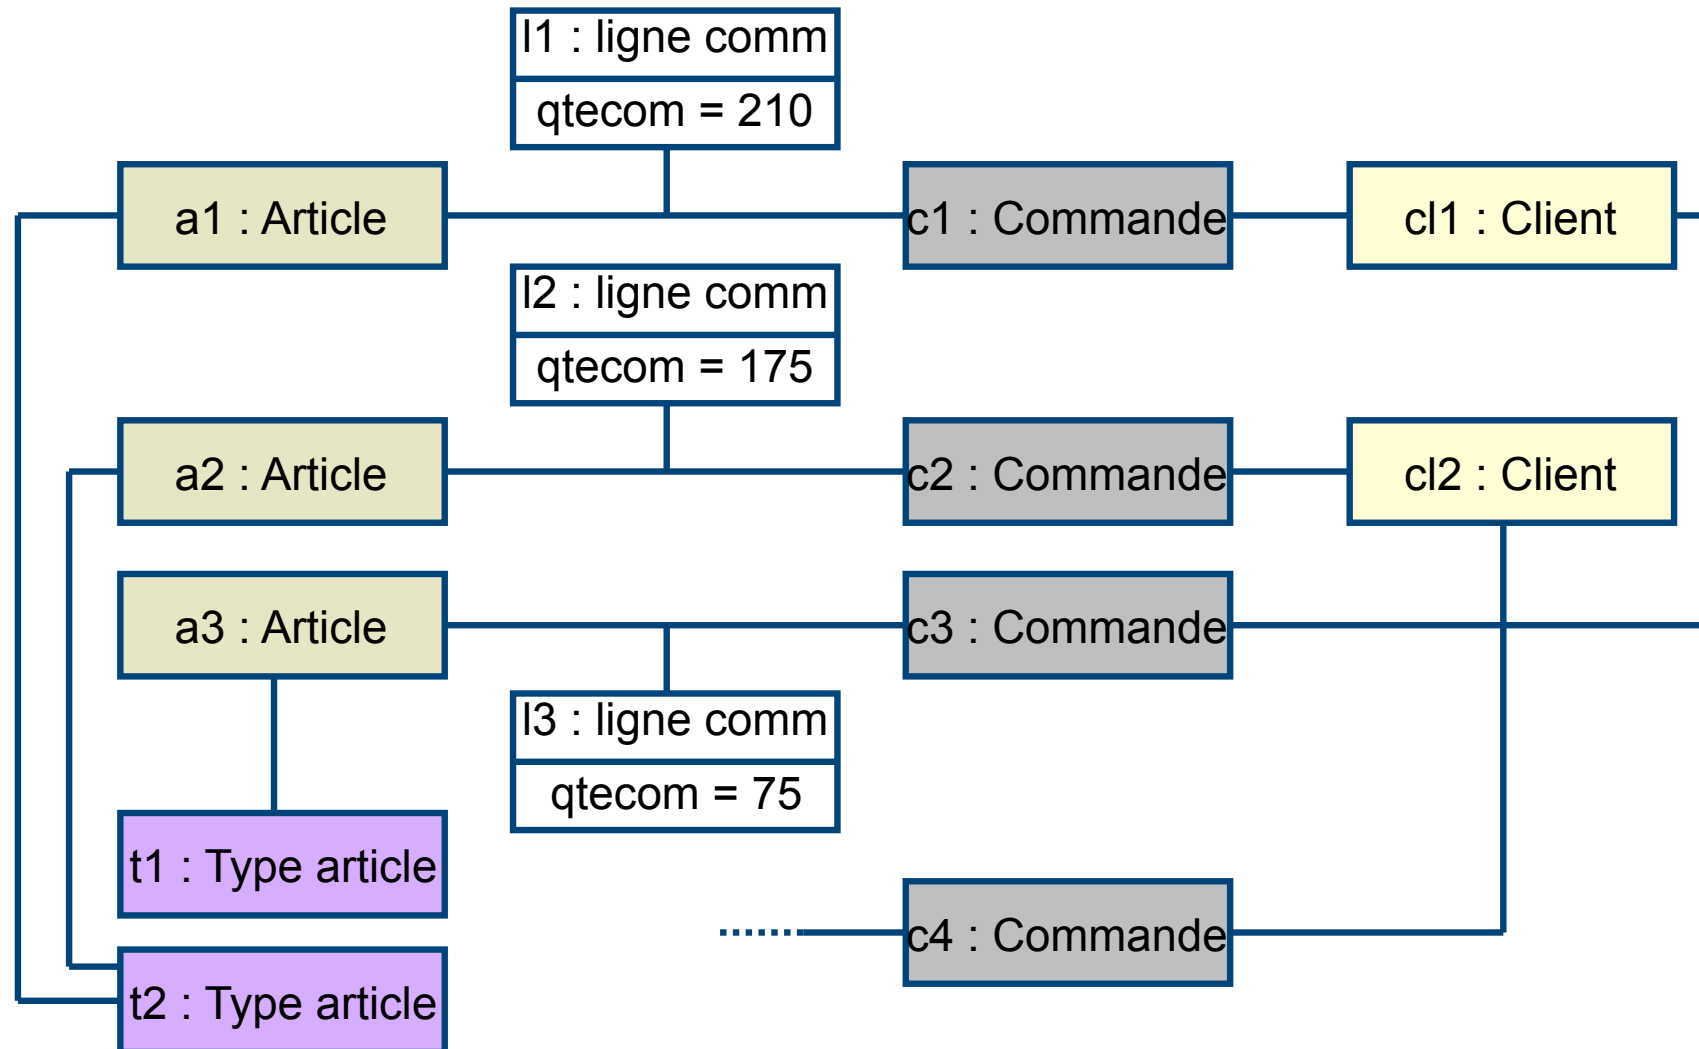 l1 : ligne comm
qtecom = 210
a1 : Article
c1 : Commande
cl1 : Client
l2 : ligne comm
qtecom = 175
a2 : Article
c2 : Commande
cl2 : Client
a3 : Article
c3 : Commande
l3 : ligne comm
qtecom = 75
t1 : Type article
c4 : Commande
t2 : Type article